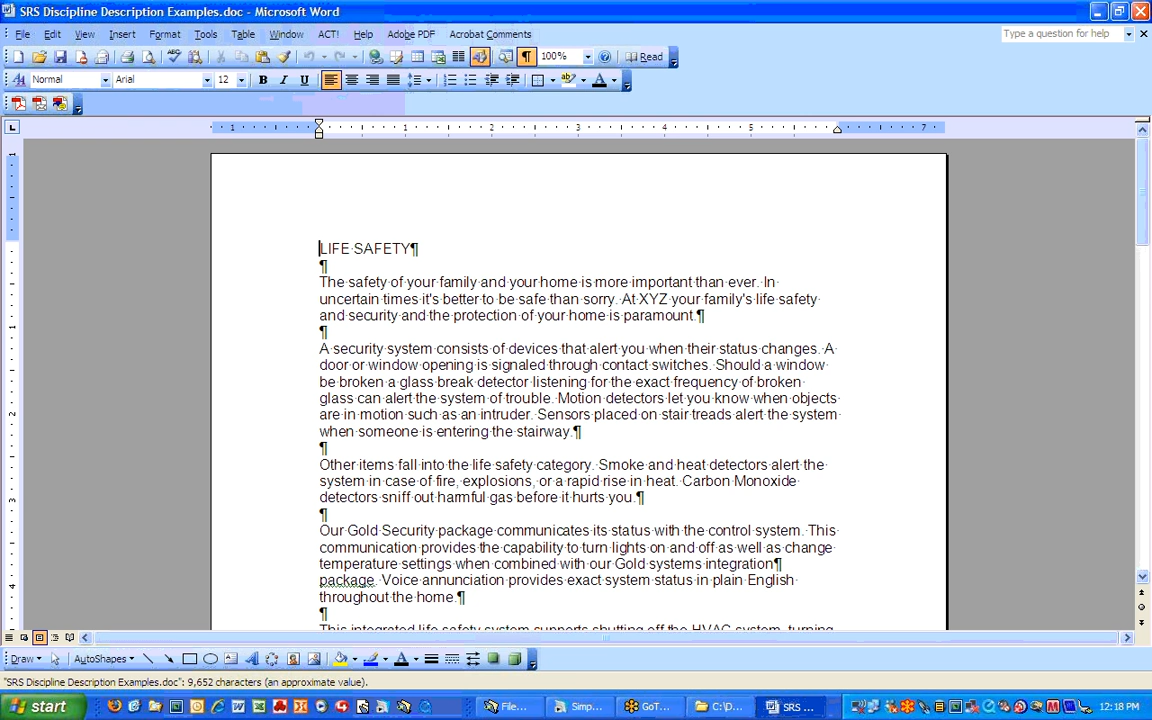 SRS Discipline Description Examples.doc - Microsoft Word
File Edit View Insert Format Tools Table Window ACT! Help Adobe PDF Acrobat Comments Type a question for help
100% Read
Normal Arial 12 B I U A
1 1 2 3 4 5 7
LIFE SAFETY¶
¶
The safety of your family and your home is more important than ever. In
uncertain times it's better to be safe than sorry. At XYZ your family's life safety
and security and the protection of your home is paramount.¶
¶
A security system consists of devices that alert you when their status changes. A
door or window opening is signaled through contact switches. Should a window
be broken a glass break detector listening for the exact frequency of broken
glass can alert the system of trouble. Motion detectors let you know when objects
are in motion such as an intruder. Sensors placed on stair treads alert the system
when someone is entering the stairway.¶
¶
Other items fall into the life safety category. Smoke and heat detectors alert the
system in case of fire, explosions, or a rapid rise in heat. Carbon Monoxide
detectors sniff out harmful gas before it hurts you.¶
¶
Our Gold Security package communicates its status with the control system. This
communication provides the capability to turn lights on and off as well as change
temperature settings when combined with our Gold systems integration¶
package. Voice annunciation provides exact system status in plain English
throughout the home.¶
¶
This integrated life safety system supports shutting off the HVAC system, turning
Draw AutoShapes A
"SRS Discipline Description Examples.doc": 9,652 characters (an approximate value).
start File... Simp... GoT... C:\D... SRS ... 12:18 PM